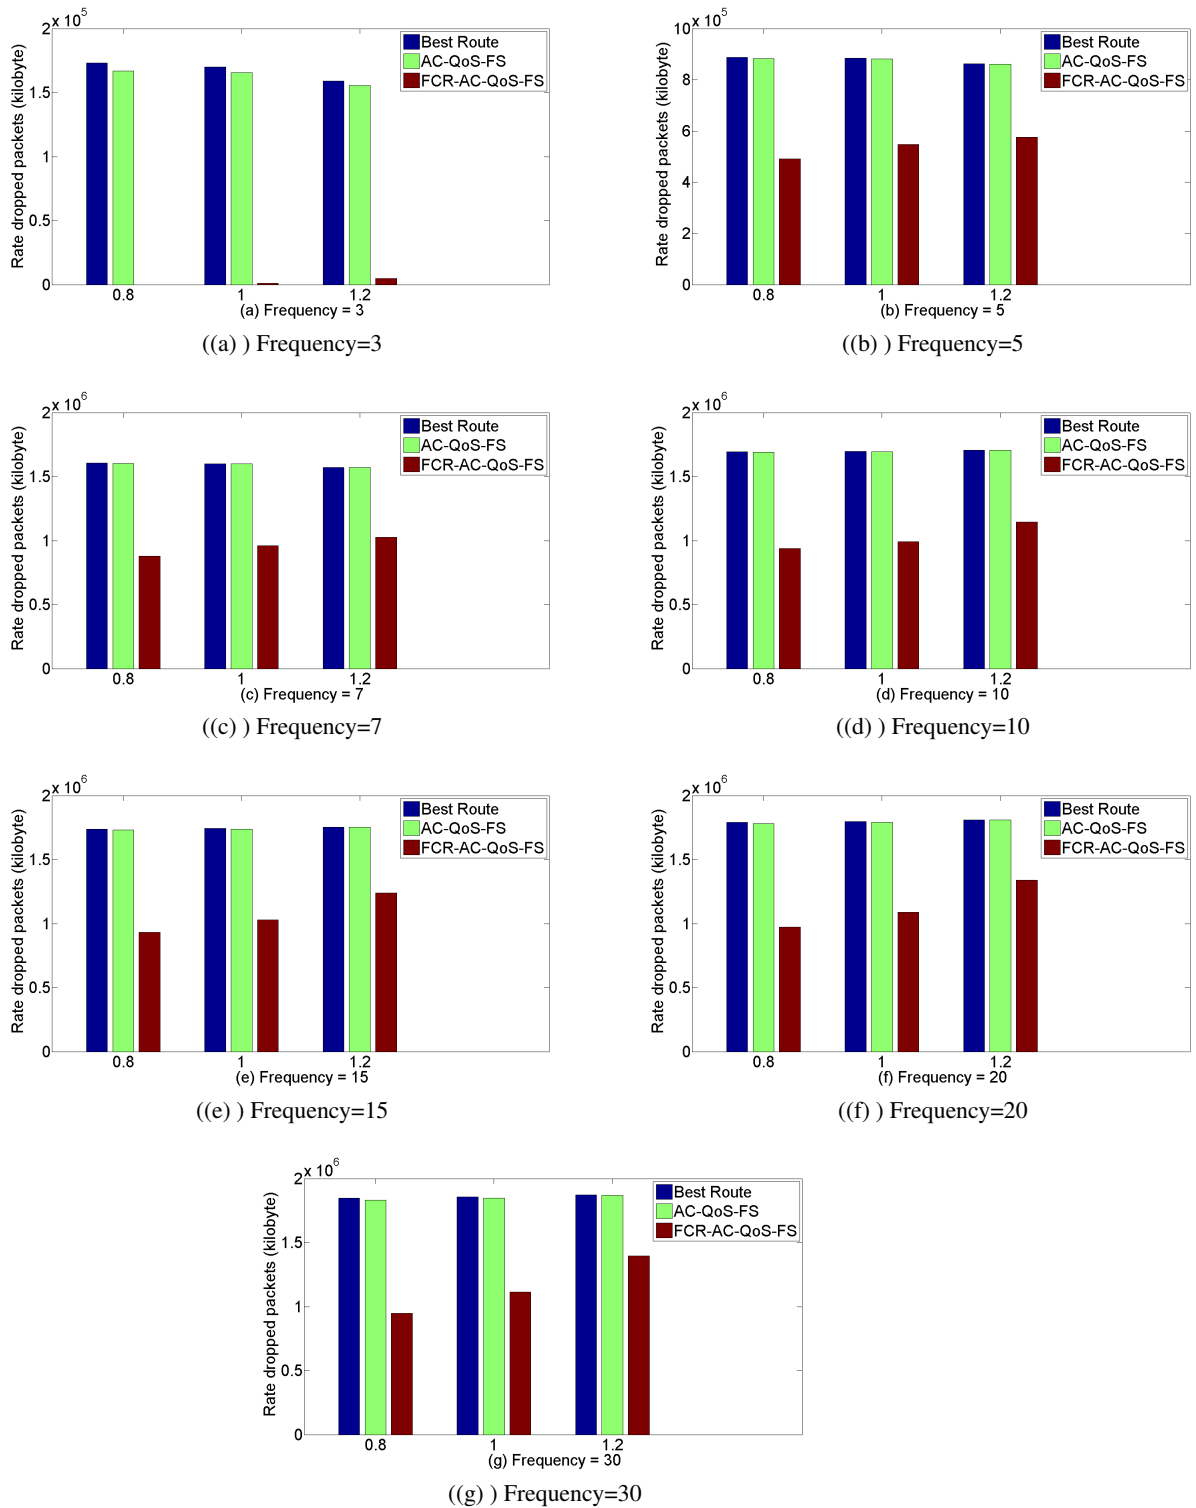 2 x 10^5
Rate dropped packets (kilobyte)
1.5
1
0.5
0
Best Route
AC-QoS-FS
FCR-AC-QoS-FS
0.8 1 1.2
(a) Frequency = 3
((a) ) Frequency=3
10 x 10^5
Rate dropped packets (kilobyte)
8
6
4
2
0
Best Route
AC-QoS-FS
FCR-AC-QoS-FS
0.8 1 1.2
(b) Frequency = 5
((b) ) Frequency=5
2 x 10^6
Rate dropped packets (kilobyte)
1.5
1
0.5
0
Best Route
AC-QoS-FS
FCR-AC-QoS-FS
0.8 1 1.2
(c) Frequency = 7
((c) ) Frequency=7
2 x 10^6
Rate dropped packets (kilobyte)
1.5
1
0.5
0
Best Route
AC-QoS-FS
FCR-AC-QoS-FS
0.8 1 1.2
(d) Frequency = 10
((d) ) Frequency=10
2 x 10^6
Rate dropped packets (kilobyte)
1.5
1
0.5
0
Best Route
AC-QoS-FS
FCR-AC-QoS-FS
0.8 1 1.2
(e) Frequency = 15
((e) ) Frequency=15
2 x 10^6
Rate dropped packets (kilobyte)
1.5
1
0.5
0
Best Route
AC-QoS-FS
FCR-AC-QoS-FS
0.8 1 1.2
(f) Frequency = 20
((f) ) Frequency=20
2 x 10^6
Rate dropped packets (kilobyte)
1.5
1
0.5
0
Best Route
AC-QoS-FS
FCR-AC-QoS-FS
0.8 1 1.2
(g) Frequency = 30
((g) ) Frequency=30